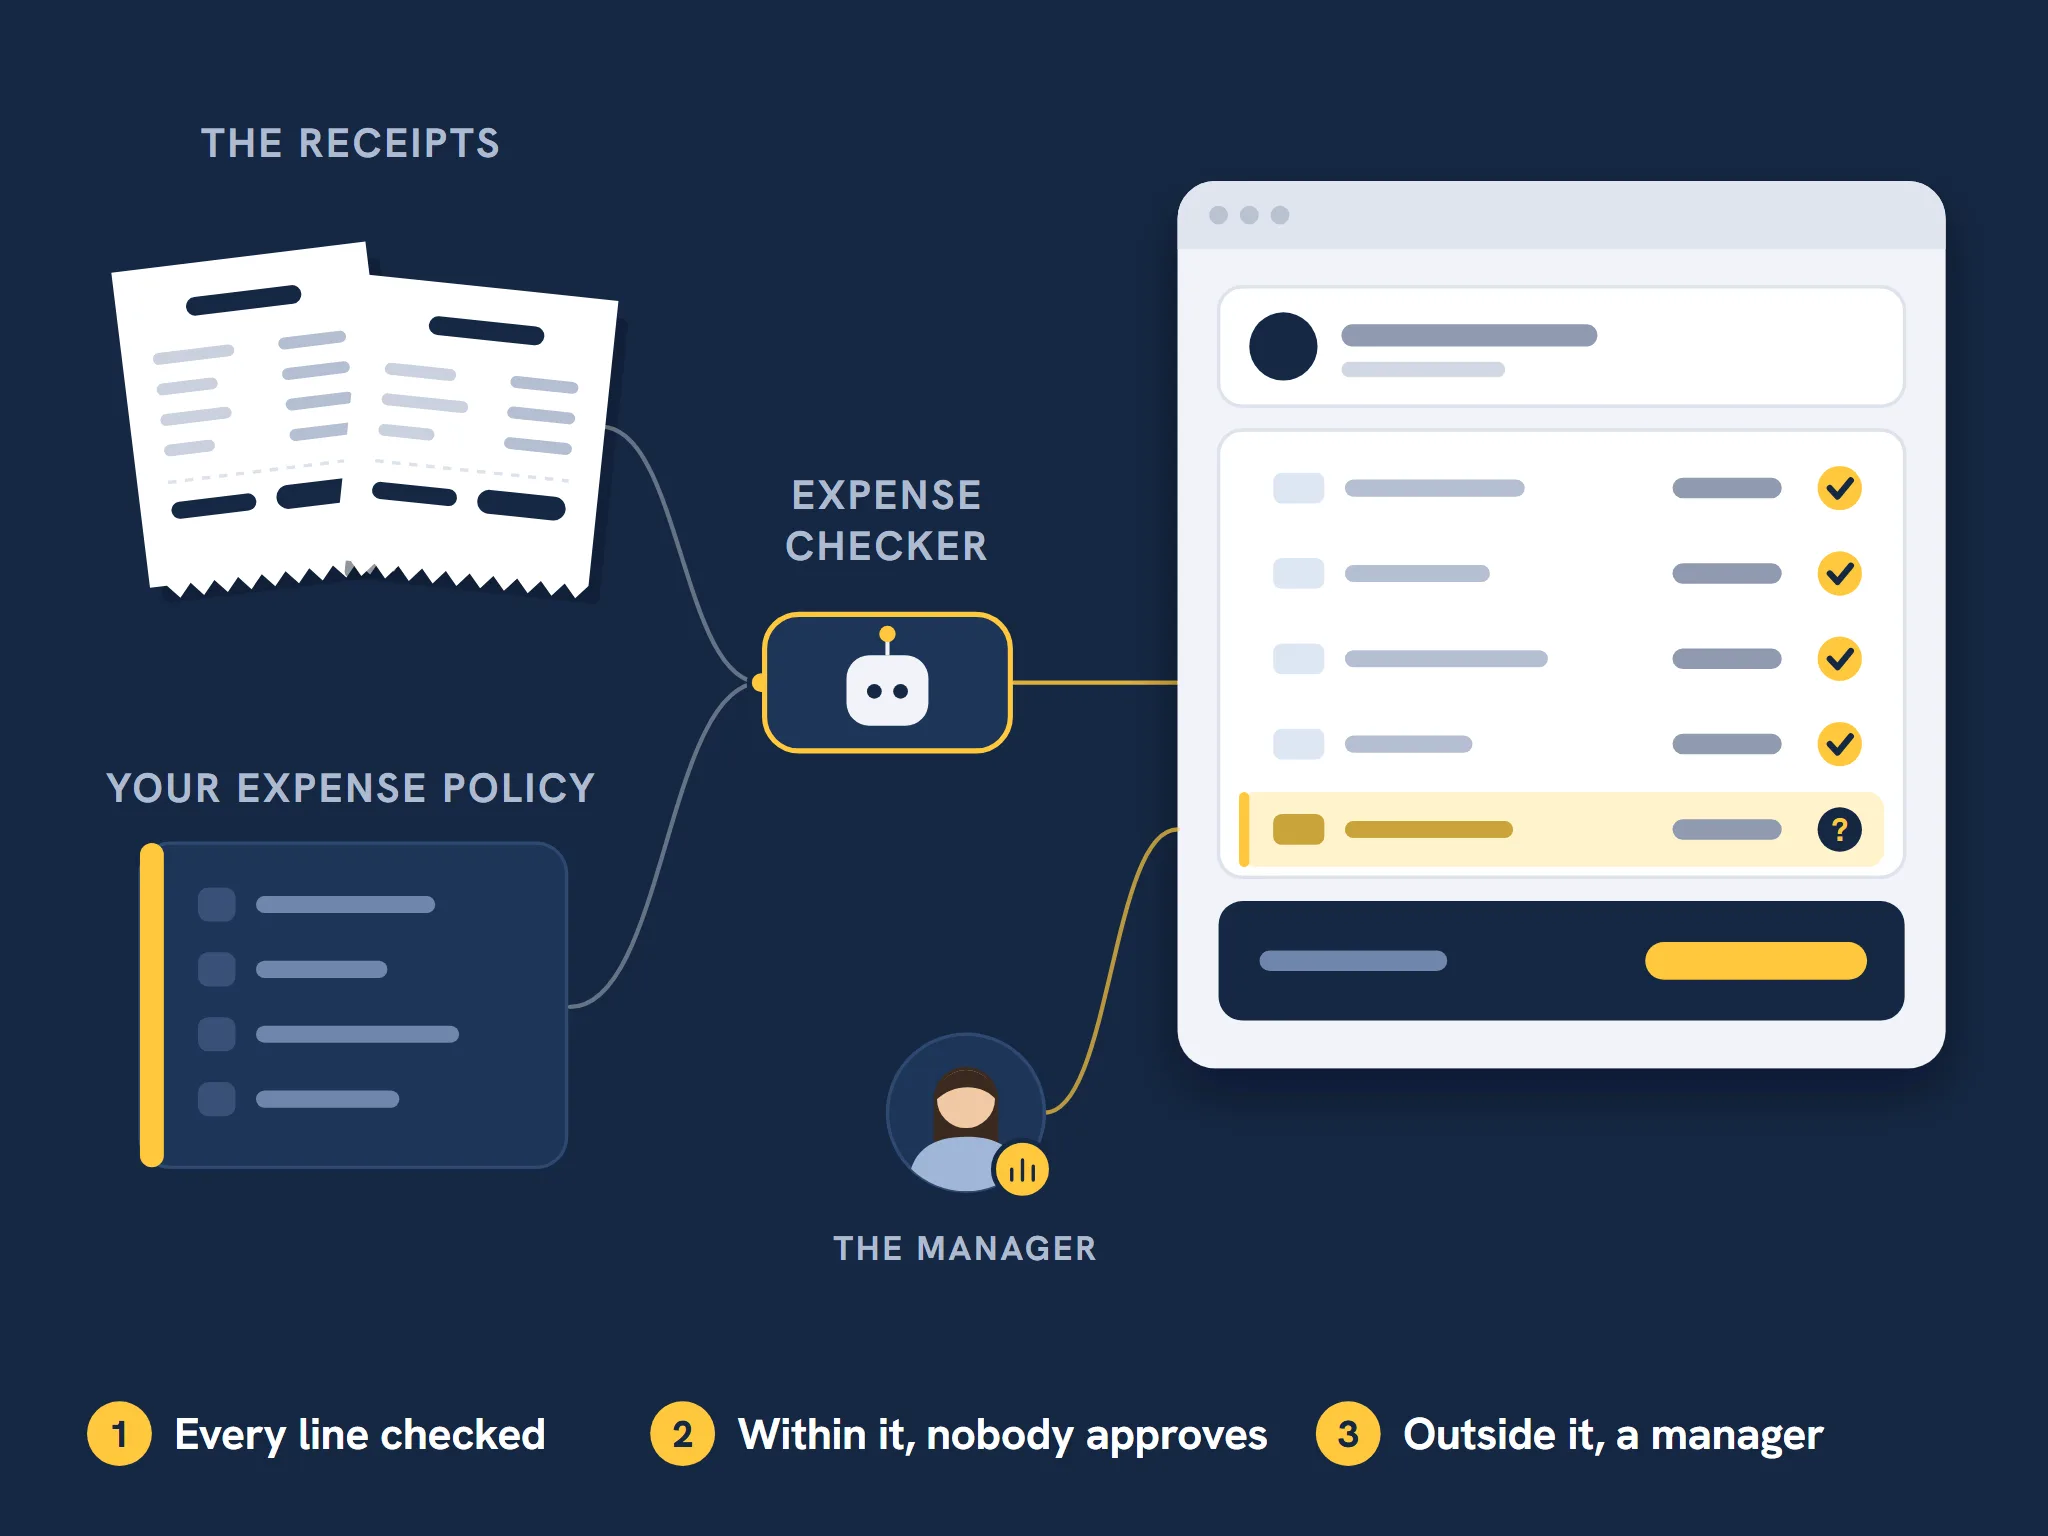 THE RECEIPTS
EXPENSE
CHECKER
YOUR EXPENSE POLICY
?
THE MANAGER
1 Every line checked
2 Within it, nobody approves
3 Outside it, a manager